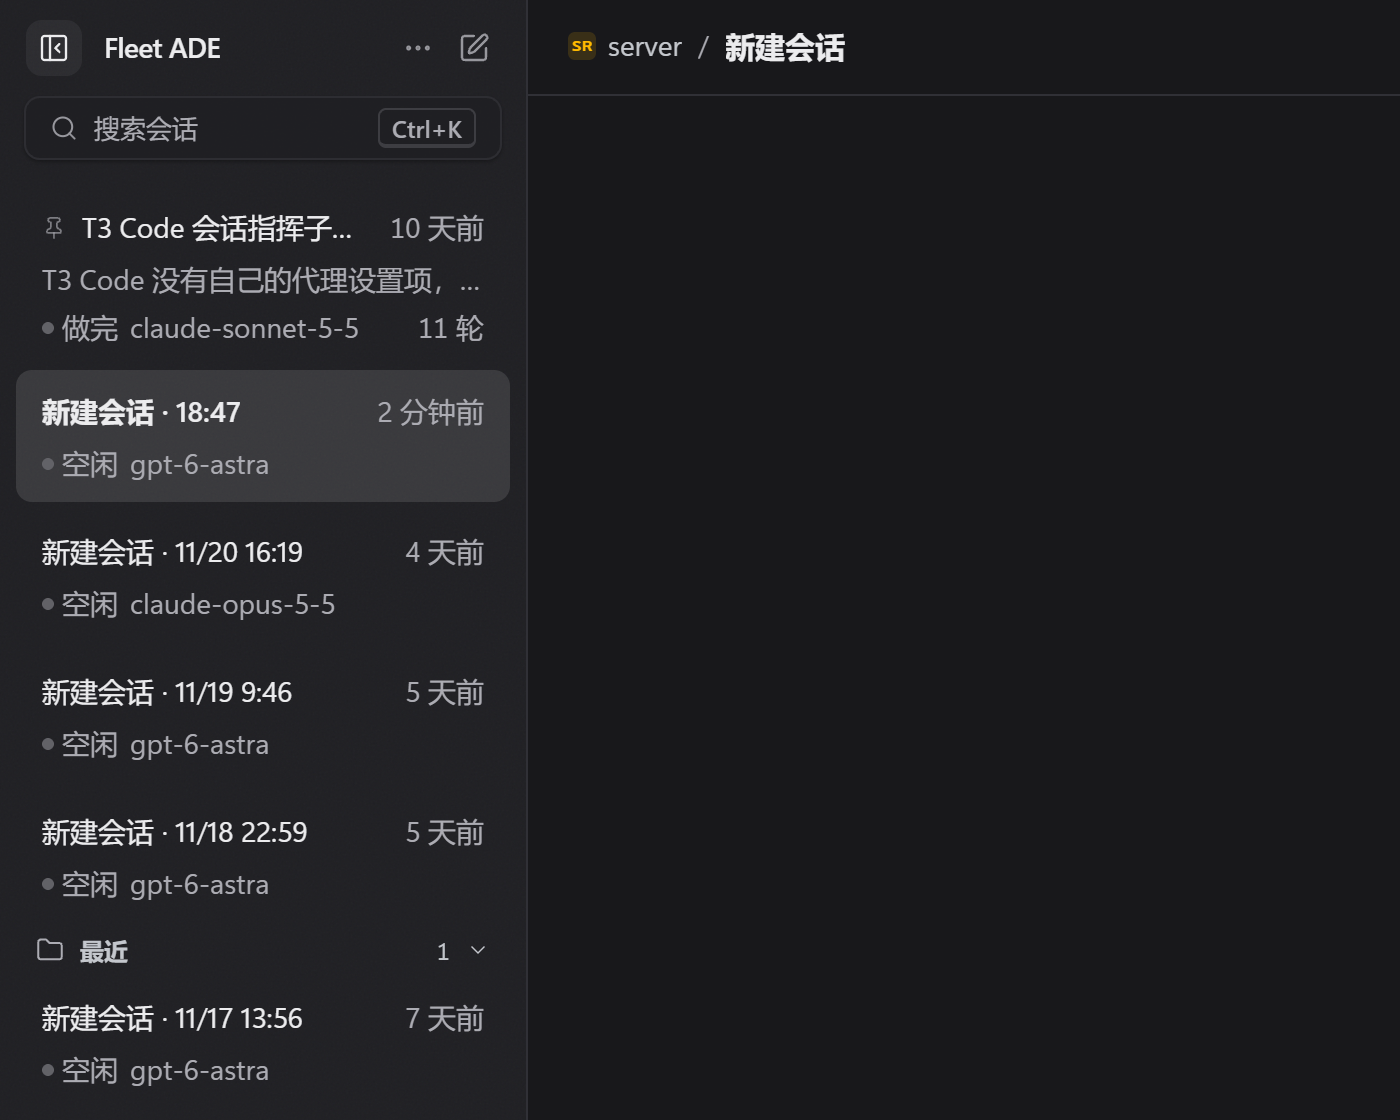 Fleet ADE
搜索会话 Ctrl+K
T3 Code 会话指挥子... 10 天前
T3 Code 没有自己的代理设置项，...
做完 claude-sonnet-5-5 11 轮
新建会话 · 18:47 2 分钟前
空闲 gpt-6-astra
新建会话 · 11/20 16:19 4 天前
空闲 claude-opus-5-5
新建会话 · 11/19 9:46 5 天前
空闲 gpt-6-astra
新建会话 · 11/18 22:59 5 天前
空闲 gpt-6-astra
最近 1
新建会话 · 11/17 13:56 7 天前
空闲 gpt-6-astra
SR server / 新建会话